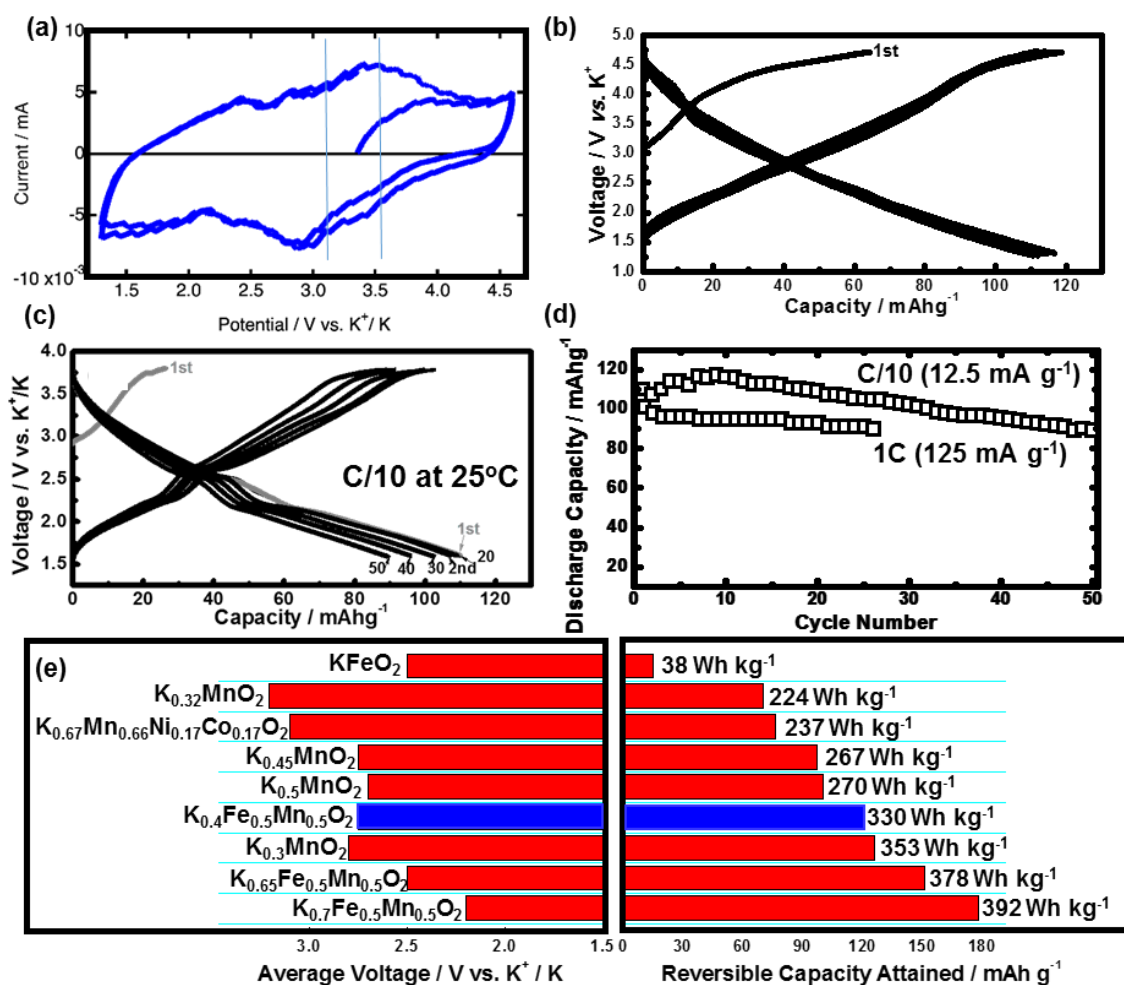 (a)
10
5
0
-5
-10 x10⁻³
Current / mA
1.5 2.0 2.5 3.0 3.5 4.0 4.5
Potential / V vs. K⁺/ K
(b)
5.0
4.5
4.0
3.5
3.0
2.5
2.0
1.5
1.0
Voltage / V vs. K⁺
1st
0 20 40 60 80 100 120
Capacity / mAhg⁻¹
(c)
4.0
3.5
3.0
2.5
2.0
1.5
Voltage / V vs. K⁺/K
1st
C/10 at 25°C
1st
50 40 30 2nd 20
0 20 40 60 80 100 120
Capacity / mAhg⁻¹
(d)
120
100
80
60
40
20
DIscharge Capacity / mAhg⁻¹
C/10 (12.5 mA g⁻¹)
1C (125 mA g⁻¹)
0 10 20 30 40 50
Cycle Number
(e)
KFeO₂ 38 Wh kg⁻¹
K₀.₃₂MnO₂ 224 Wh kg⁻¹
K₀.₆₇Mn₀.₆₆Ni₀.₁₇Co₀.₁₇O₂ 237 Wh kg⁻¹
K₀.₄₅MnO₂ 267 Wh kg⁻¹
K₀.₅MnO₂ 270 Wh kg⁻¹
K₀.₄Fe₀.₅Mn₀.₅O₂ 330 Wh kg⁻¹
K₀.₃MnO₂ 353 Wh kg⁻¹
K₀.₆₅Fe₀.₅Mn₀.₅O₂ 378 Wh kg⁻¹
K₀.₇Fe₀.₅Mn₀.₅O₂ 392 Wh kg⁻¹
3.0 2.5 2.0 1.5 0 30 60 90 120 150 180
Average Voltage / V vs. K⁺ / K
Reversible Capacity Attained / mAh g⁻¹